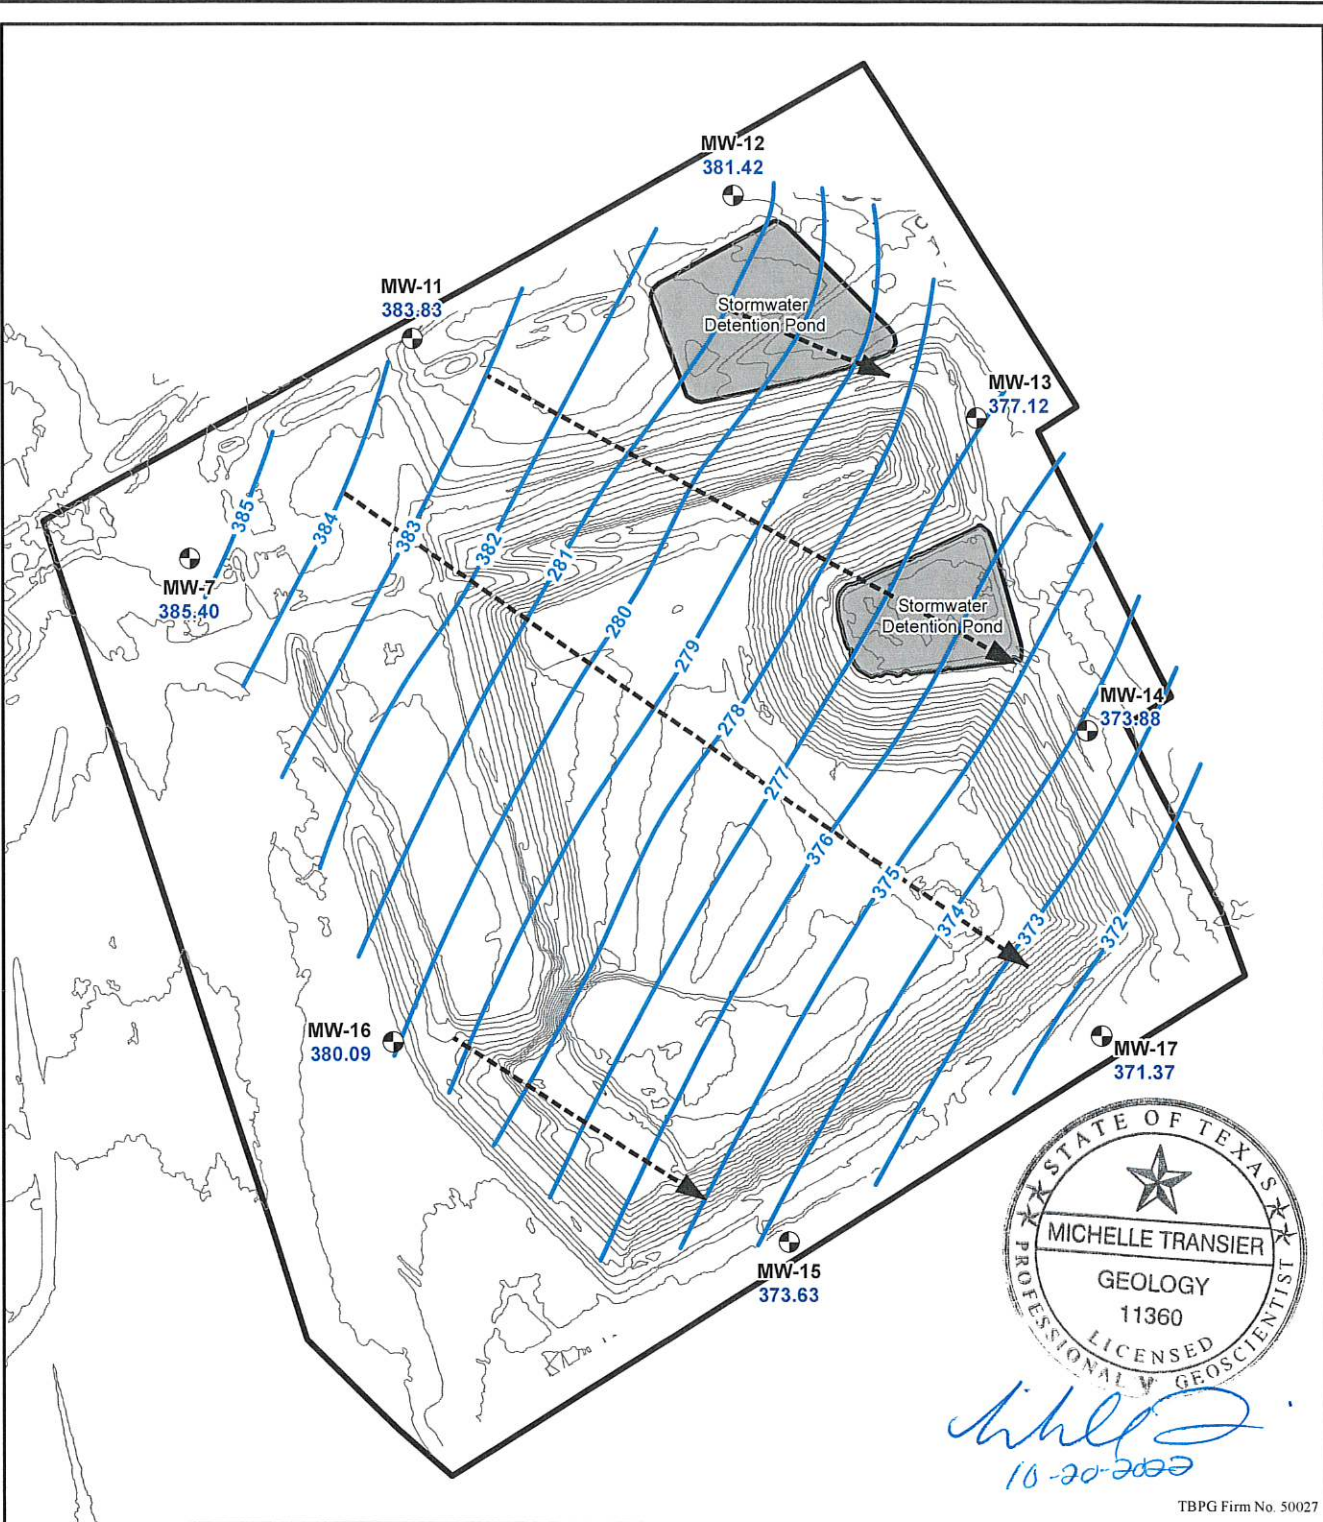 MW-12
381.42
MW-11
383.83
Stormwater
Detention Pond
MW-13
377.12
385
384
383
382
281
280
279
278
277
376
375
374
373
372
MW-7
385.40
Stormwater
Detention Pond
MW-14
373.88
MW-16
380.09
MW-17
371.37
MW-15
373.63
STATE OF TEXAS
MICHELLE TRANSIER
GEOLOGY
11360
LICENSED
PROFESSIONAL GEOSCIENTIST
10-20-2022
TBPG Firm No. 50027